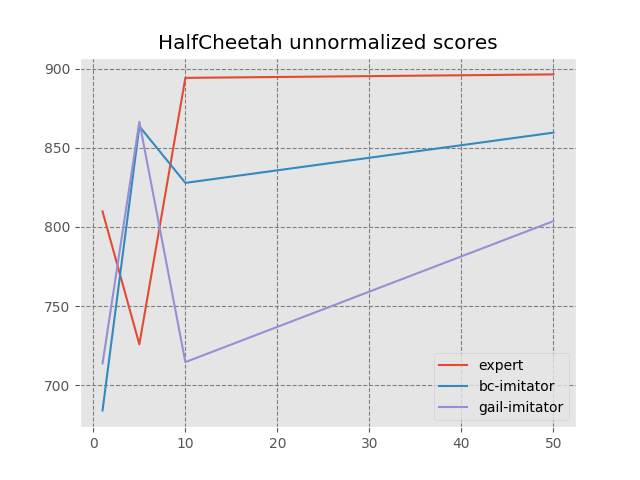 HalfCheetah unnormalized scores
900
850
800
750
700
0 10 20 30 40 50
expert
bc-imitator
gail-imitator